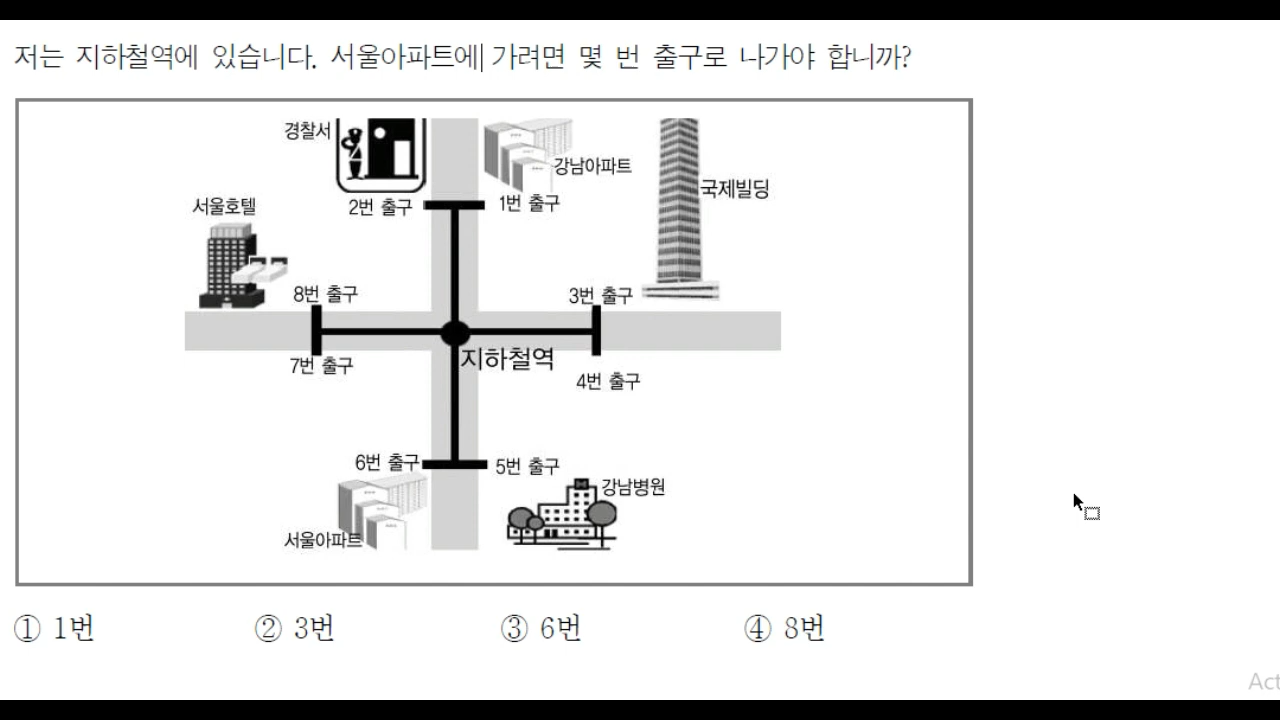 저는 지하철역에 있습니다. 서울아파트에 가려면 몇 번 출구로 나가야 합니까?
경찰서
강남아파트
국제빌딩
서울호텔
2번 출구
1번 출구
8번 출구
3번 출구
지하철역
7번 출구
4번 출구
6번 출구
5번 출구
강남병원
서울아파트
① 1번 ② 3번 ③ 6번 ④ 8번
Act